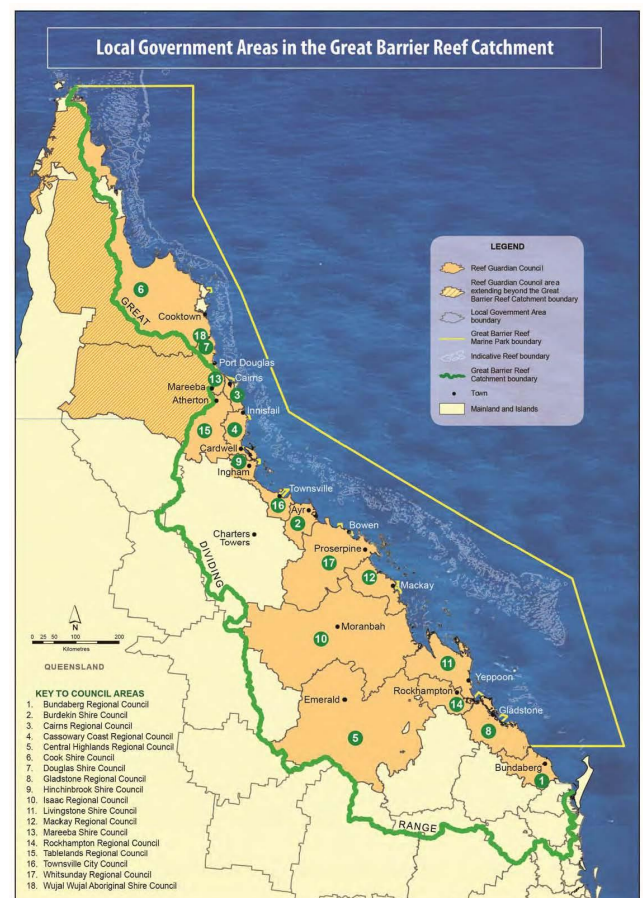 Local Government Areas in the Great Barrier Reef Catchment
LEGEND
Reef Guardian Council
Reef Guardian Council area
extending beyond the Great
Barrier Reef Catchment boundary
Local Government Area
boundary
Great Barrier Reef
Marine Park boundary
Indicative Reef boundary
Great Barrier Reef
Catchment boundary
Town
Mainland and Islands
6
GREAT
Cooktown
18
7
Port Douglas
13
Cairns
Mareeba
3
Atherton
Innisfail
15
4
Cardwell
9
Ingham
Townsville
16
Ayr
2
Bowen
Charters
Towers
Proserpine
17
DIVIDING
12
Mackay
10
Moranbah
11
Yeppoon
Rockhampton
14
Gladstone
Emerald
8
5
Bundaberg
1
RANGE
N
0 25 50 100 200
Kilometres
QUEENSLAND
KEY TO COUNCIL AREAS
1. Bundaberg Regional Council
2. Burdekin Shire Council
3. Cairns Regional Council
4. Cassowary Coast Regional Council
5. Central Highlands Regional Council
6. Cook Shire Council
7. Douglas Shire Council
8. Gladstone Regional Council
9. Hinchinbrook Shire Council
10. Isaac Regional Council
11. Livingstone Shire Council
12. Mackay Regional Council
13. Mareeba Shire Council
14. Rockhampton Regional Council
15. Tablelands Regional Council
16. Townsville City Council
17. Whitsunday Regional Council
18. Wujal Wujal Aboriginal Shire Council